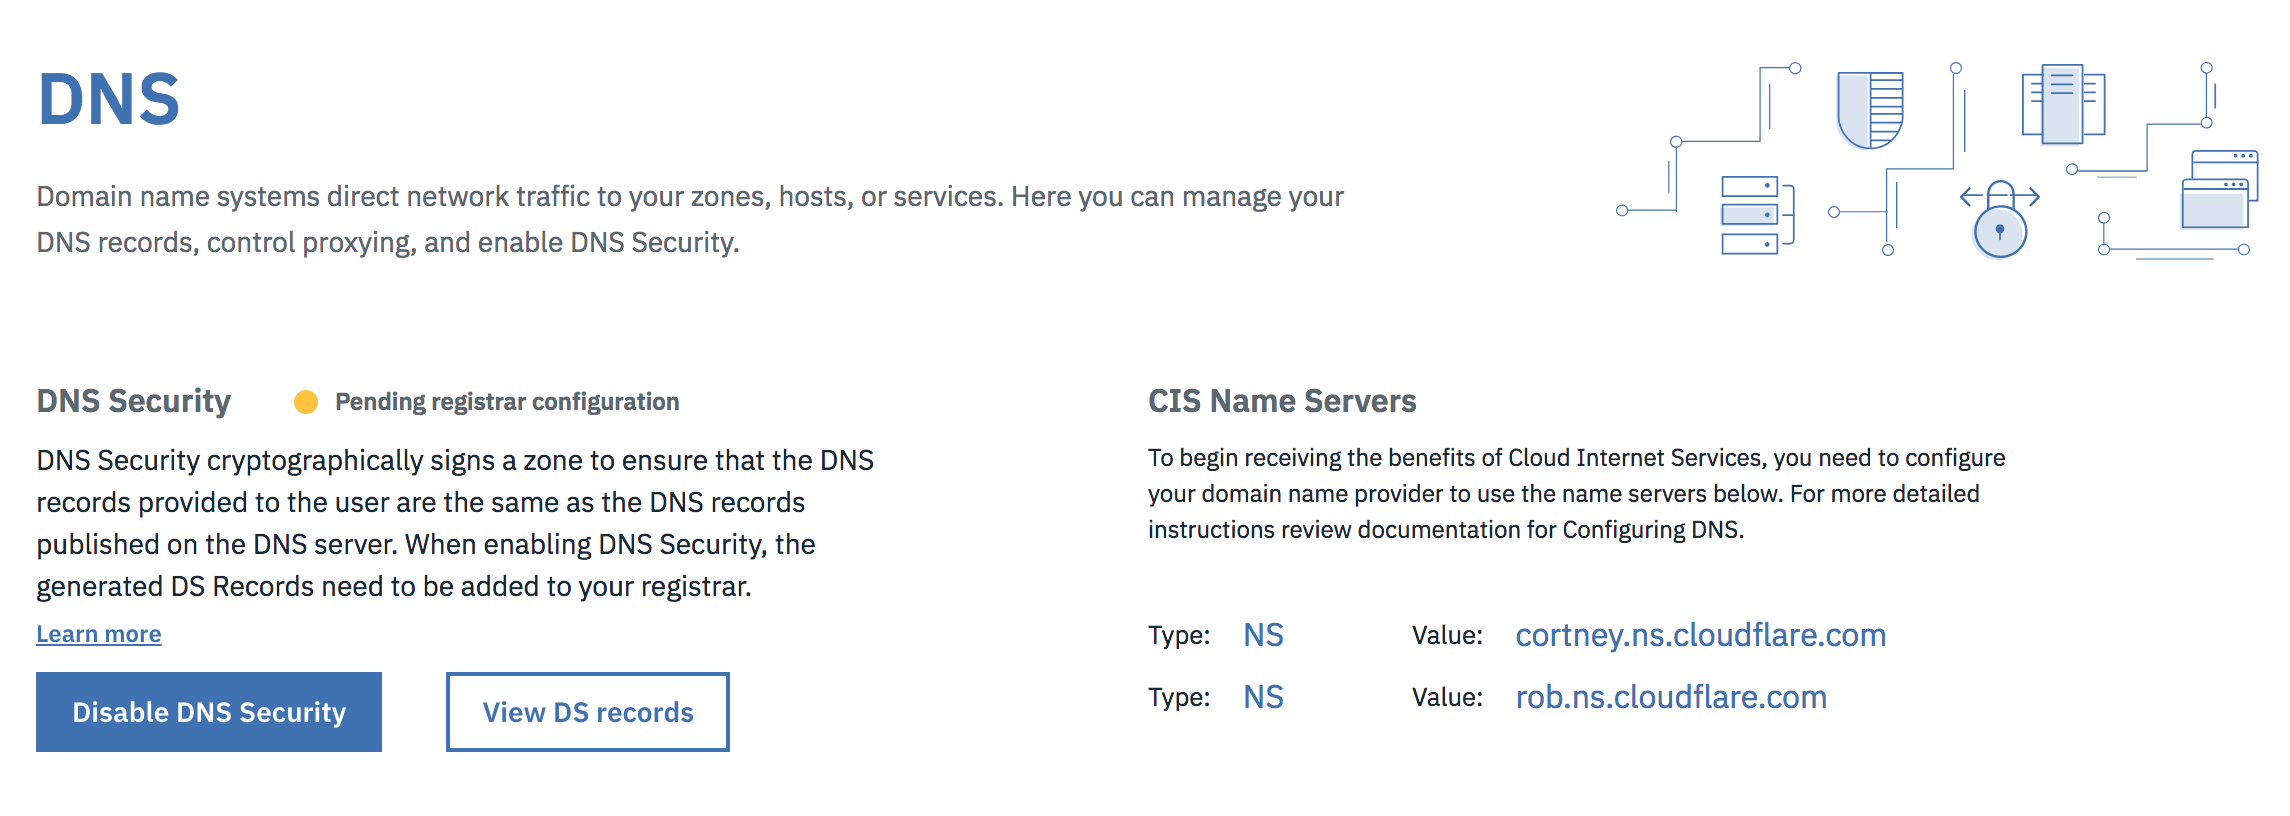 DNS
Domain name systems direct network traffic to your zones, hosts, or services. Here you can manage your
DNS records, control proxying, and enable DNS Security.
DNS Security
Pending registrar configuration
DNS Security cryptographically signs a zone to ensure that the DNS
records provided to the user are the same as the DNS records
published on the DNS server. When enabling DNS Security, the
generated DS Records need to be added to your registrar.
Learn more
Disable DNS Security
View DS records
CIS Name Servers
To begin receiving the benefits of Cloud Internet Services, you need to configure
your domain name provider to use the name servers below. For more detailed
instructions review documentation for Configuring DNS.
Type: NS Value: cortney.ns.cloudflare.com
Type: NS Value: rob.ns.cloudflare.com